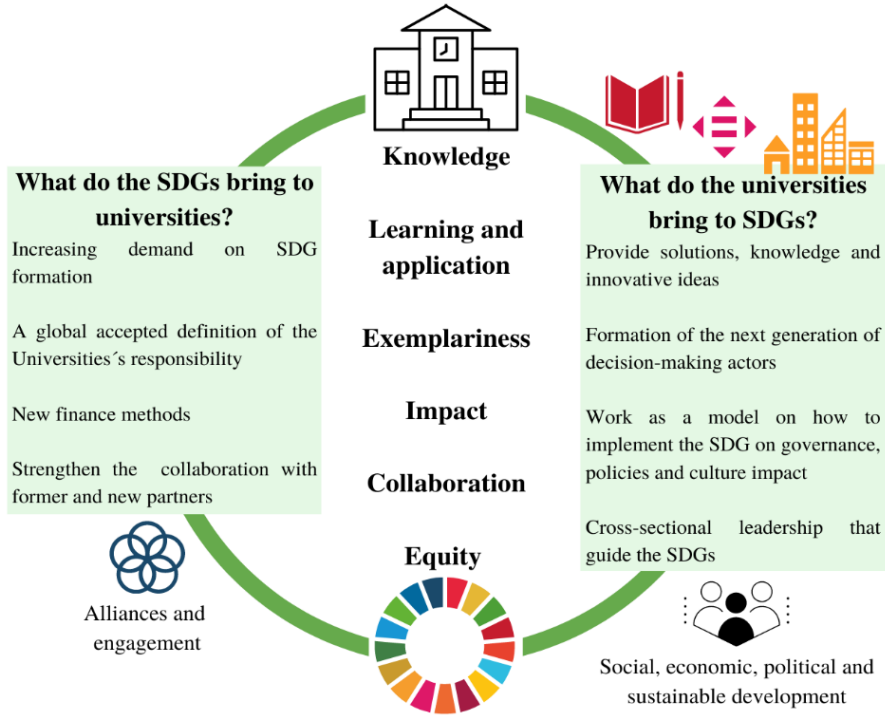 What do the SDGs bring to
universities?
Increasing demand on SDG
formation
A global accepted definition of the
Universities´s responsibility
New finance methods
Strengthen the collaboration with
former and new partners
Alliances and
engagement
Knowledge
Learning and
application
Exemplariness
Impact
Collaboration
Equity
What do the universities
bring to SDGs?
Provide solutions, knowledge and
innovative ideas
Formation of the next generation of
decision-making actors
Work as a model on how to
implement the SDG on governance,
policies and culture impact
Cross-sectional leadership that
guide the SDGs
Social, economic, political and
sustainable development